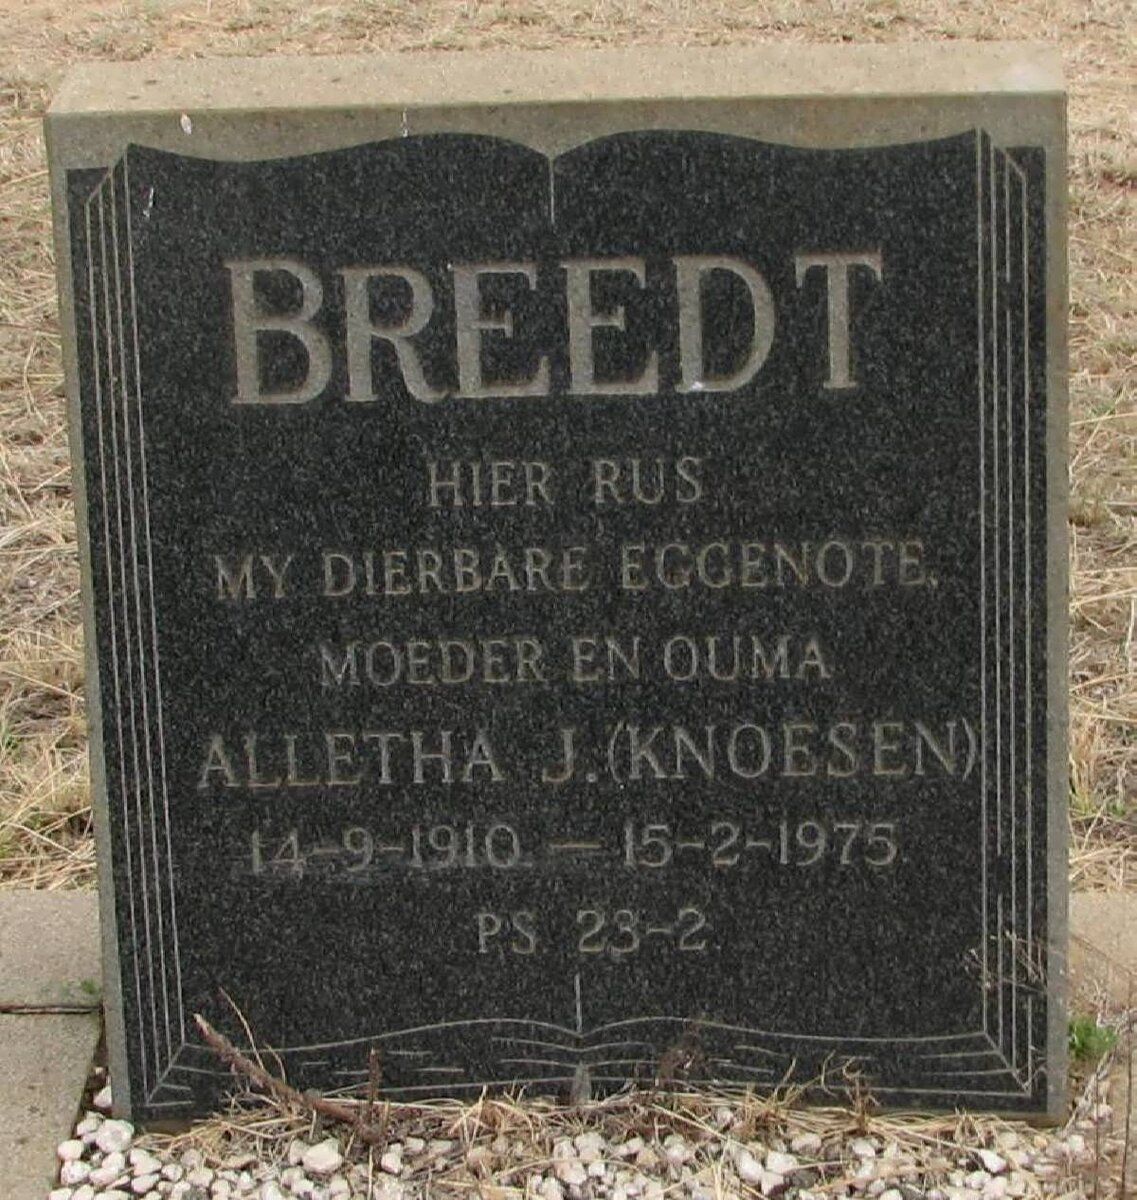 BREEDT
HIER RUS
MY DIERBARE EGGENOTE,
MOEDER EN OUMA
ALLETHA J. (KNOESEN)
14-9-1910 — 15-2-1975
PS 23-2